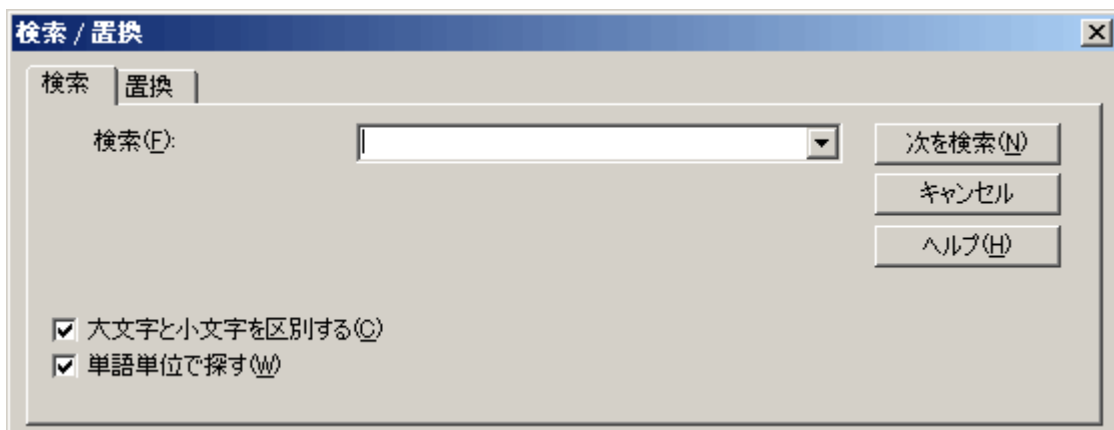 検索 / 置換
検索 置換
検索(F): 次を検索(N)
キャンセル
ヘルプ(H)
大文字と小文字を区別する(C)
単語単位で探す(W)